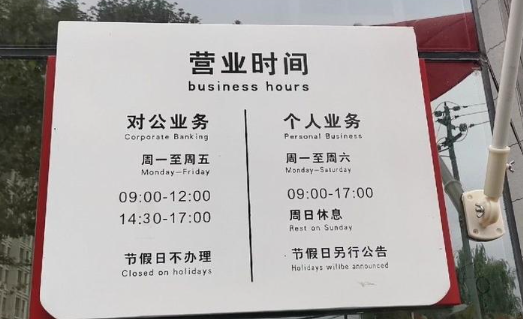 营业时间
business hours
对公业务
Corporate Banking
周一至周五
Monday—Friday
09:00-12:00
14:30-17:00
节假日不办理
Closed on holidays
个人业务
Personal Business
周一至周六
Monday—Saturday
09:00-17:00
周日休息
Rest on Sunday
节假日另行公告
Holidays willbe announced